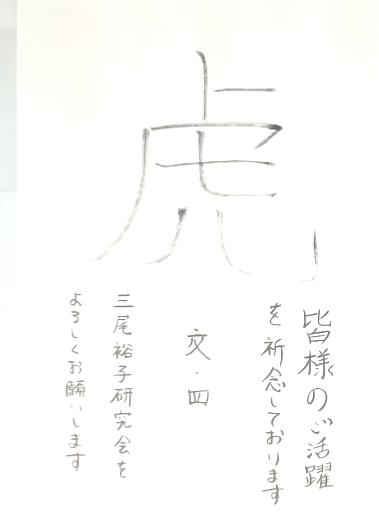 虎
皆様のご活躍
を祈念しております
文・四
三尾裕子研究会を
よろしくお願いします